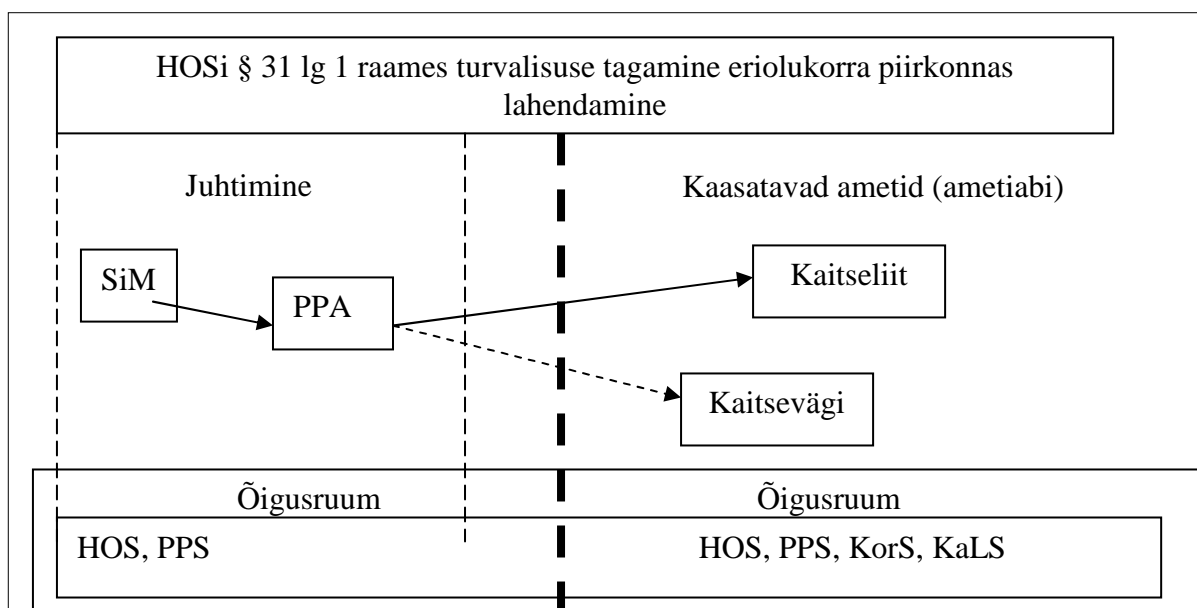 HOSi § 31 lg 1 raames turvalisuse tagamine eriolukorra piirkonnas
lahendamine
Juhtimine
Kaasatavad ametid (ametiabi)
SiM
PPA
Kaitseliit
Kaitsevägi
Õigusruum
Õigusruum
HOS, PPS
HOS, PPS, KorS, KaLS